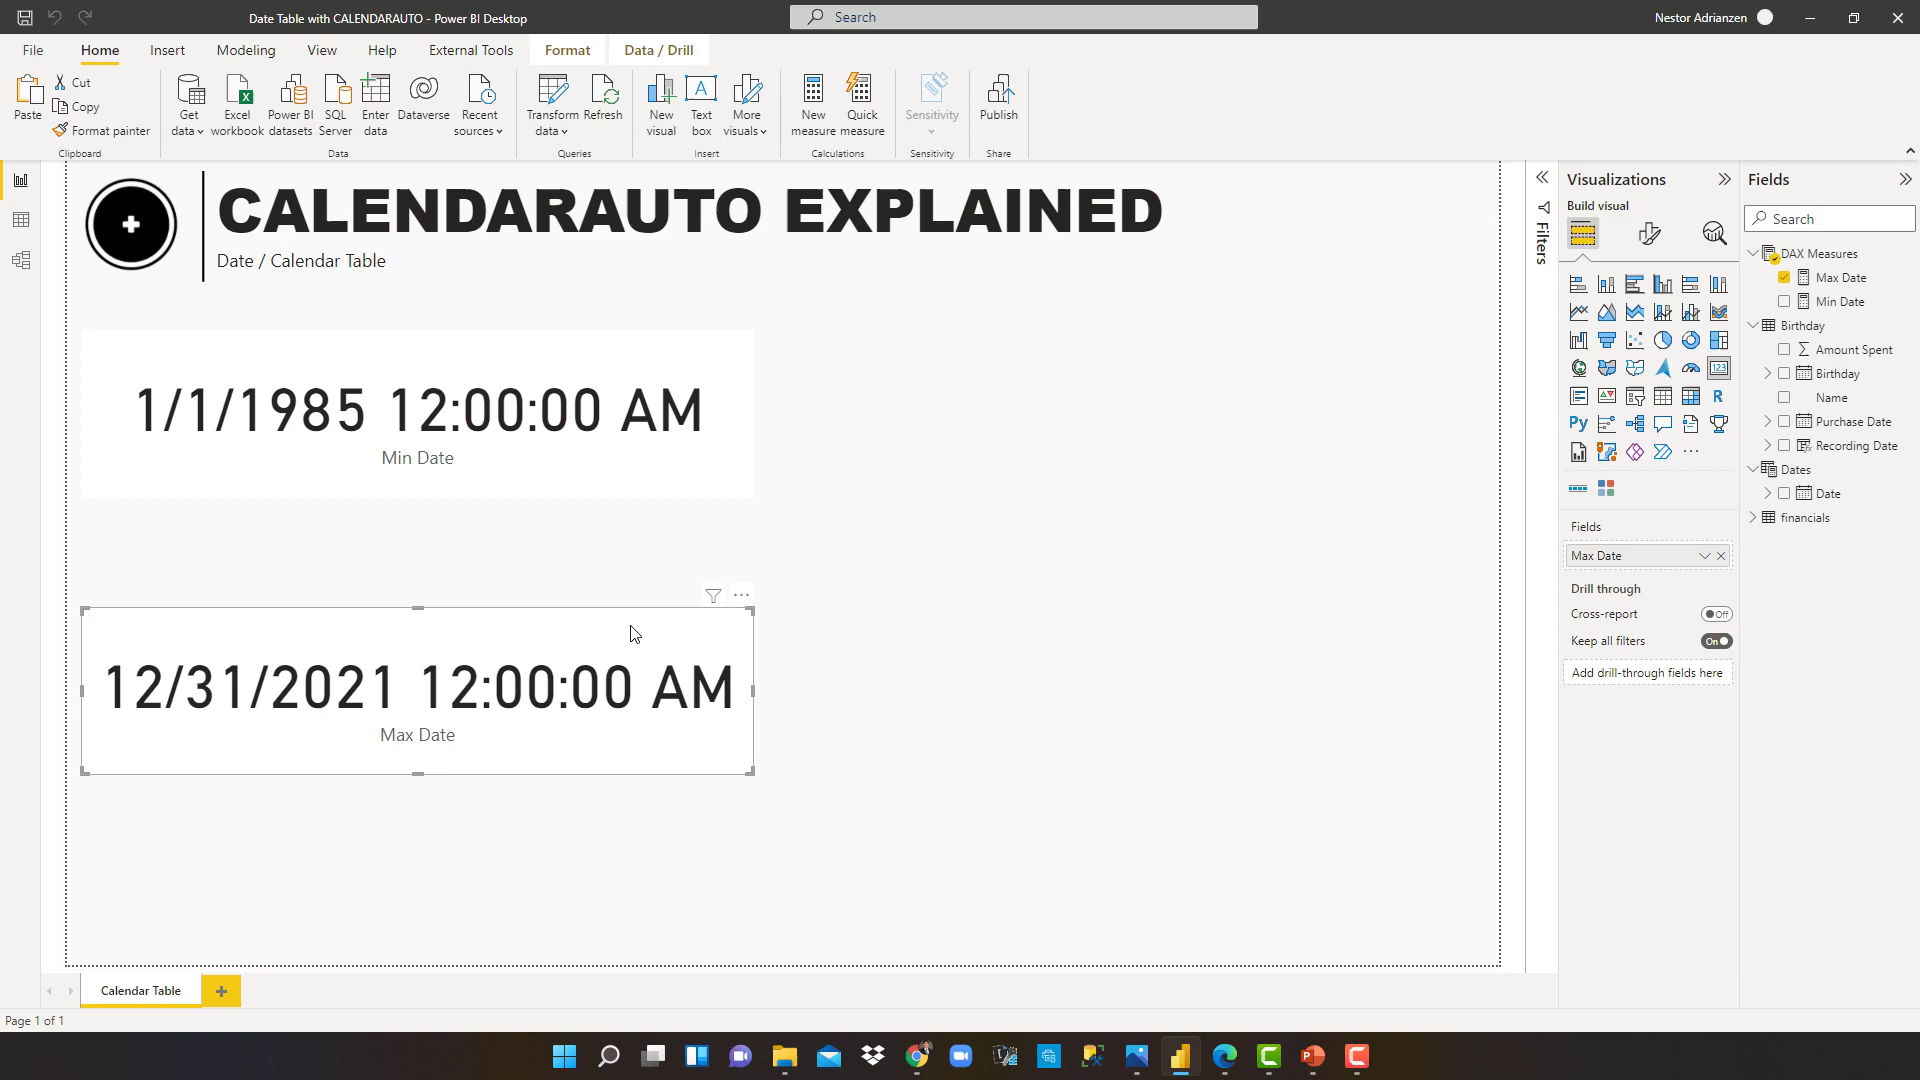 Date Table with CALENDARAUTO - Power BI Desktop
Search
Nestor Adrianzen
File
Home
Insert
Modeling
View
Help
External Tools
Format
Data / Drill
Paste
Cut
Copy
Format painter
Clipboard
Get data
Excel workbook
Power BI datasets
SQL Server
Enter data
Dataverse
Recent sources
Data
Transform data
Refresh
Queries
New visual
Text box
More visuals
Insert
New measure
Quick measure
Calculations
Sensitivity
Sensitivity
Publish
Share
CALENDARAUTO EXPLAINED
Date / Calendar Table
1/1/1985 12:00:00 AM
Min Date
12/31/2021 12:00:00 AM
Max Date
Filters
Visualizations
Build visual
123
R
Py
Fields
Max Date
Drill through
Cross-report
Off
Keep all filters
On
Add drill-through fields here
Fields
Search
DAX Measures
Max Date
Min Date
Birthday
Amount Spent
Birthday
Name
Purchase Date
Recording Date
Dates
Date
financials
Calendar Table
Page 1 of 1